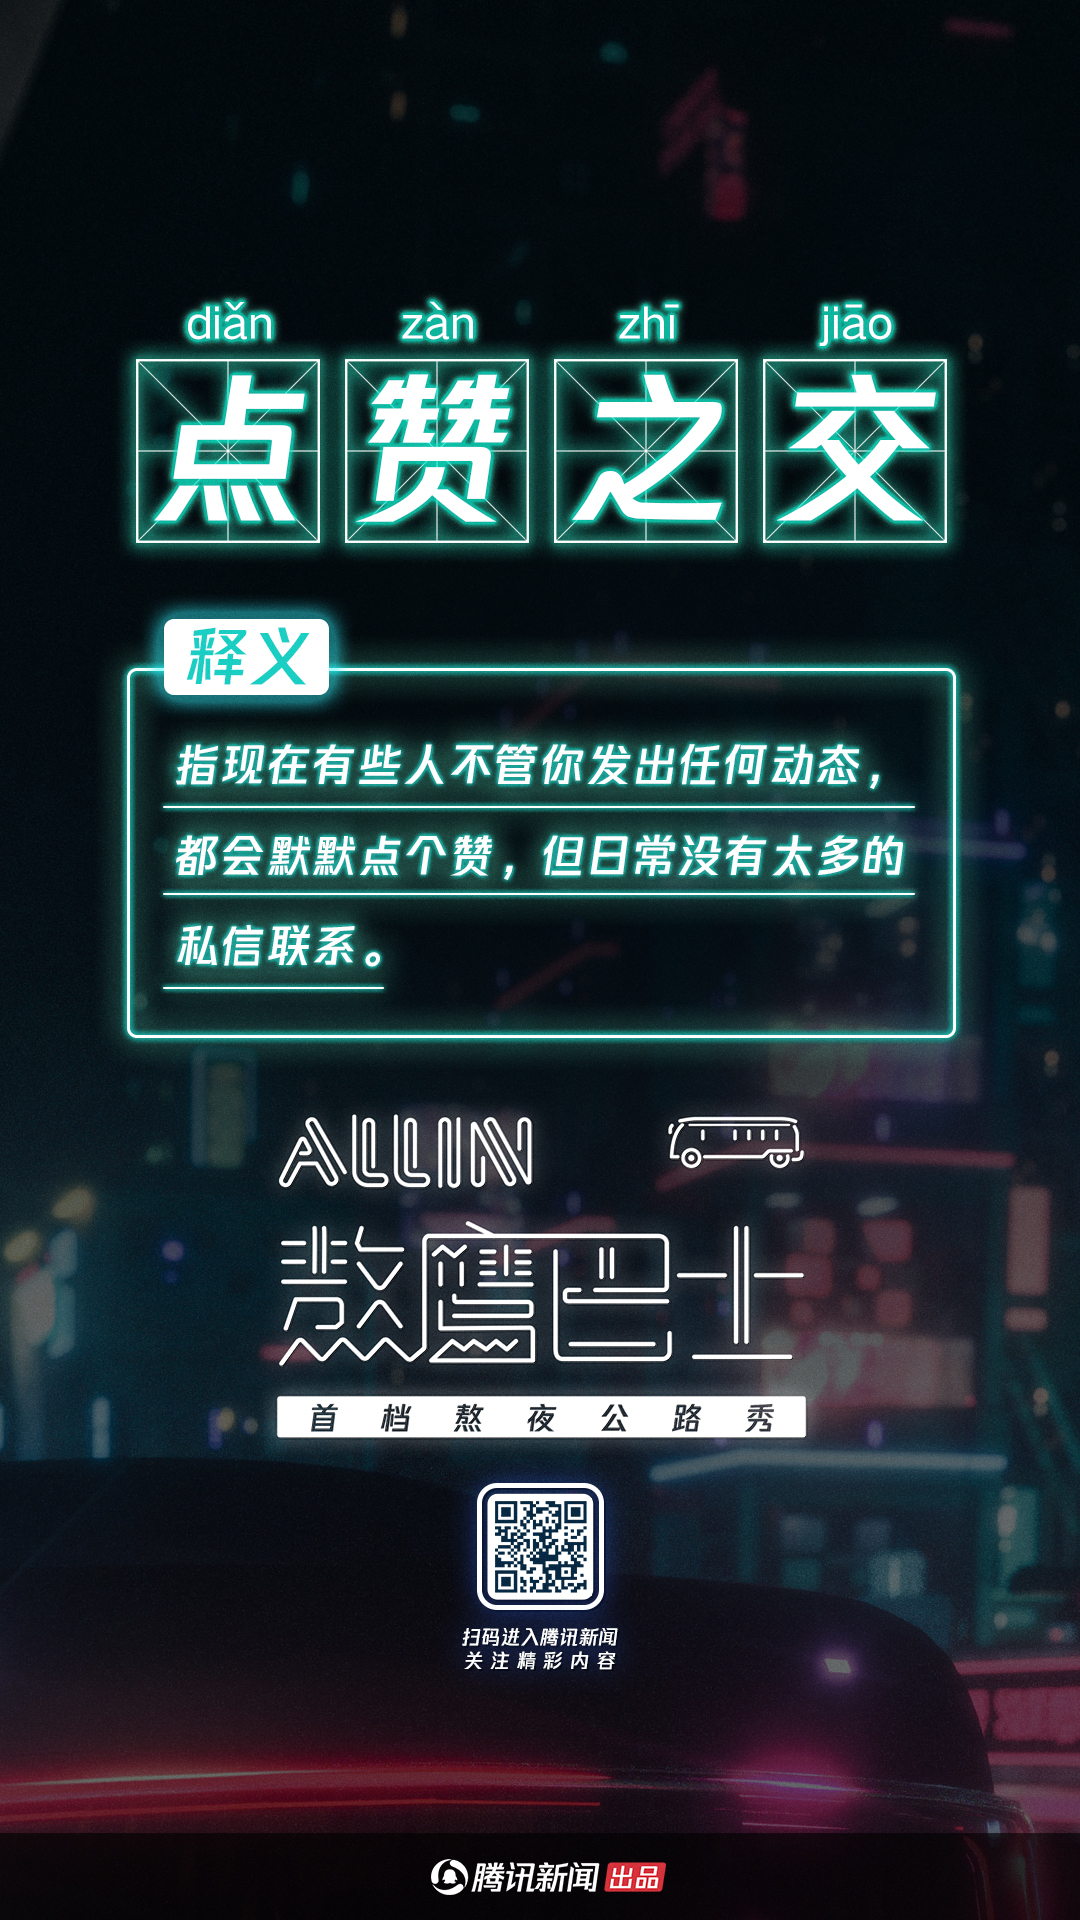 diǎn zàn zhī jiāo
点赞之交
释义
指现在有些人不管你发出任何动态，
都会默默点个赞，但日常没有太多的
私信联系。
ALLIN
熬鹰巴士
首档熬夜公路秀
扫码进入腾讯新闻
关注精彩内容
腾讯新闻 出品